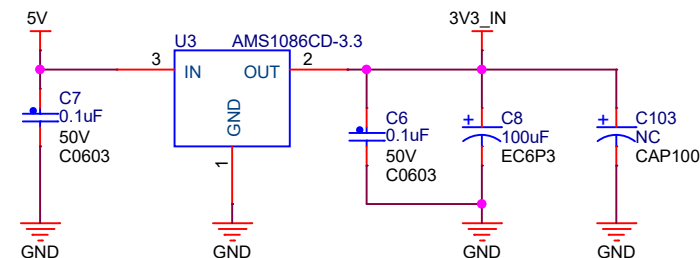 5V
3V3_IN
U3 AMS1086CD-3.3
3 IN OUT 2
GND
1
C7
0.1uF
50V
C0603
C6
0.1uF
50V
C0603
C8
100uF
EC6P3
C103
NC
CAP100
GND
GND
GND
GND